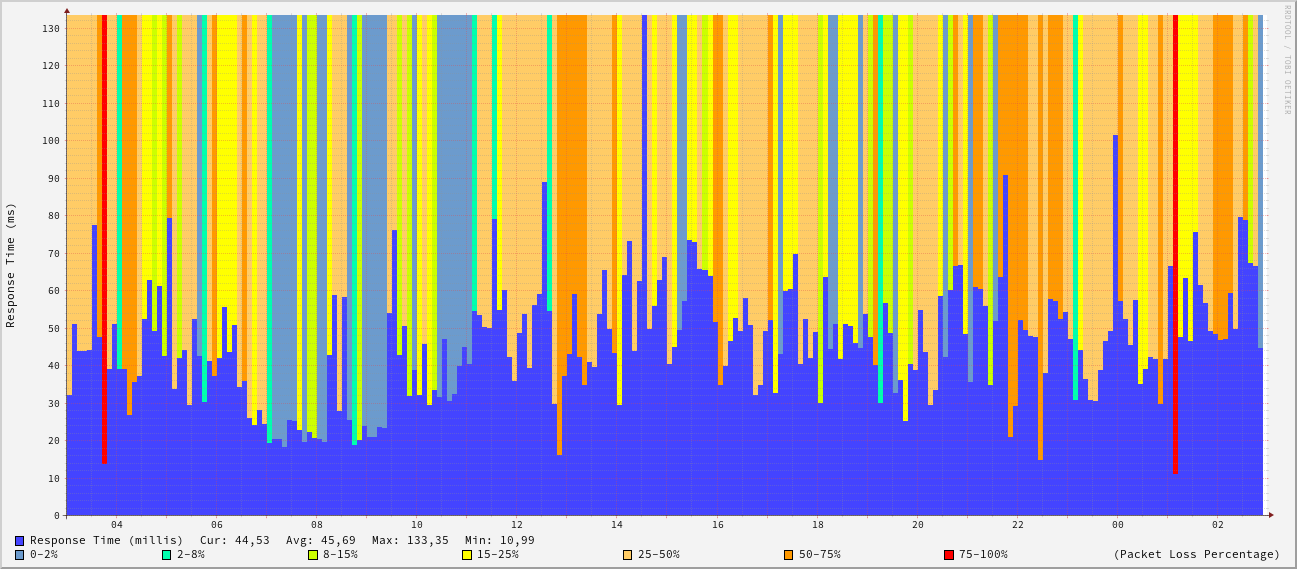 RRDTOOL / TOBI OETIKER
Response Time (ms)
130
120
110
100
90
80
70
60
50
40
30
20
10
0
04 06 08 10 12 14 16 18 20 22 00 02
Response Time (millis) Cur: 44,53 Avg: 45,69 Max: 133,35 Min: 10,99
0-2% 2-8% 8-15% 15-25% 25-50% 50-75% 75-100% (Packet Loss Percentage)